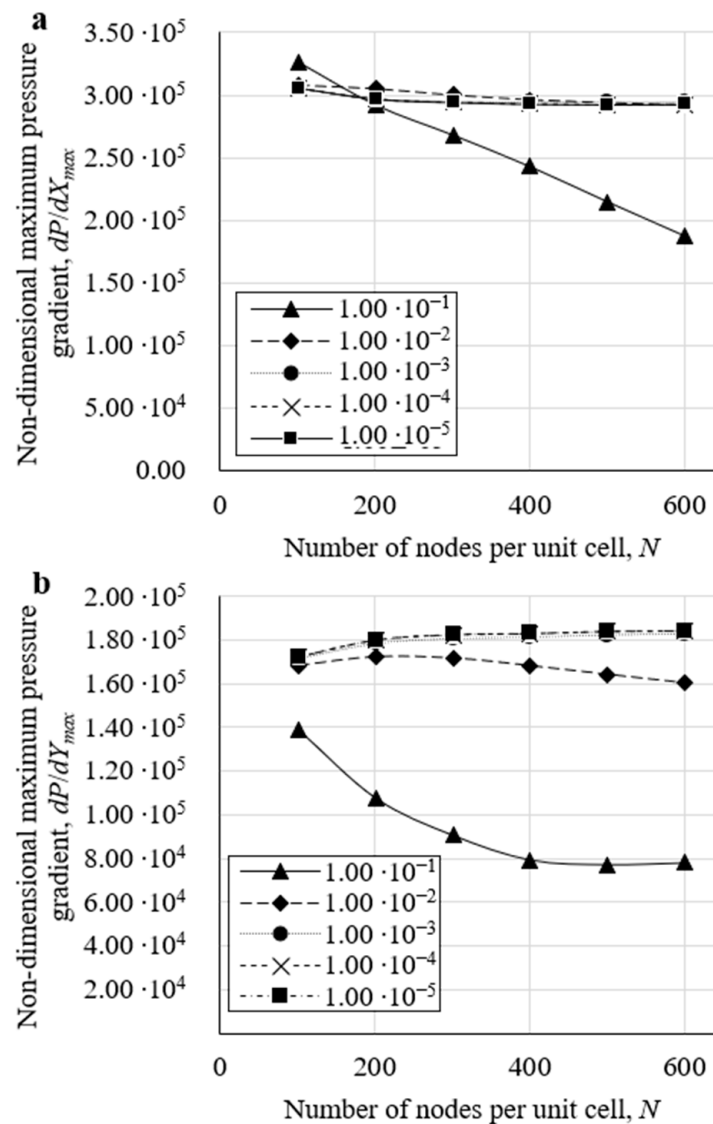 a
Non-dimensional maximum pressure
gradient, dP/dX_max
3.50 ·10⁵
3.00 ·10⁵
2.50 ·10⁵
2.00 ·10⁵
1.50 ·10⁵
1.00 ·10⁵
5.00 ·10⁴
0.00
1.00 ·10⁻¹
1.00 ·10⁻²
1.00 ·10⁻³
1.00 ·10⁻⁴
1.00 ·10⁻⁵
0 200 400 600
Number of nodes per unit cell, N
b
Non-dimensional maximum pressure
gradient, dP/dY_max
2.00 ·10⁵
1.80 ·10⁵
1.60 ·10⁵
1.40 ·10⁵
1.20 ·10⁵
1.00 ·10⁵
8.00 ·10⁴
6.00 ·10⁴
4.00 ·10⁴
2.00 ·10⁴
1.00 ·10⁻¹
1.00 ·10⁻²
1.00 ·10⁻³
1.00 ·10⁻⁴
1.00 ·10⁻⁵
0 200 400 600
Number of nodes per unit cell, N